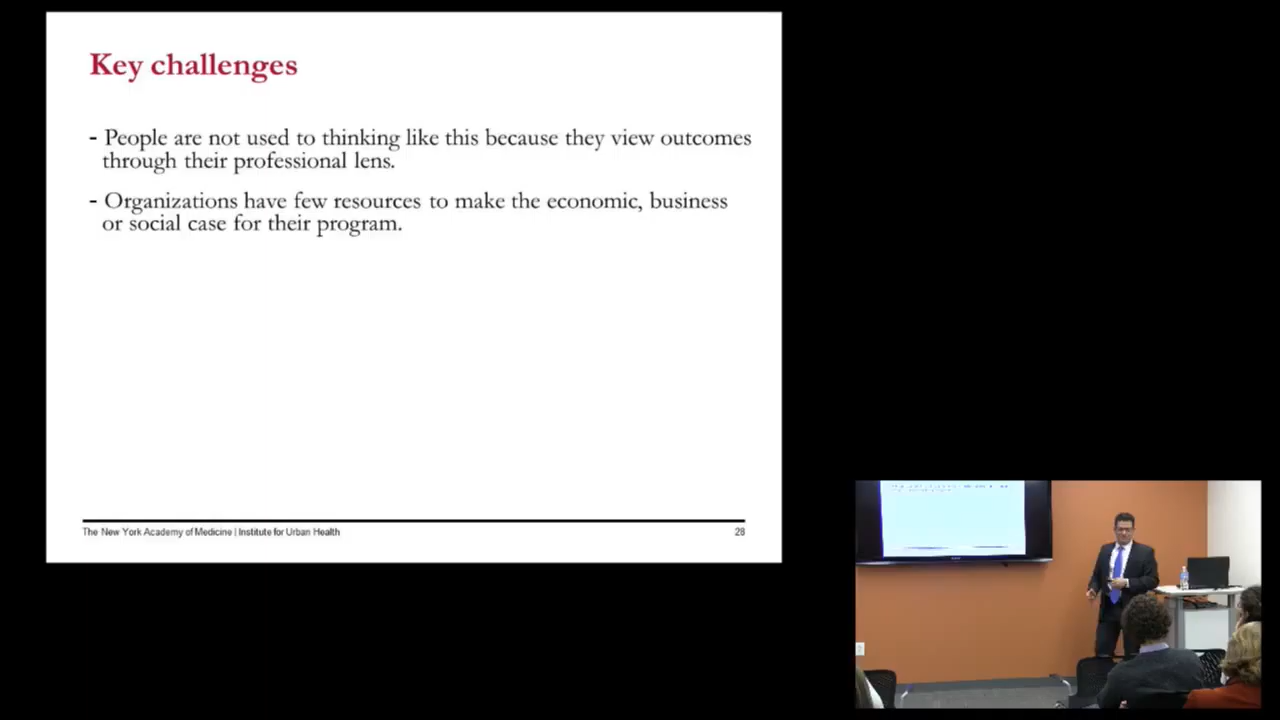 Key challenges
- People are not used to thinking like this because they view outcomes
through their professional lens.
- Organizations have few resources to make the economic, business
or social case for their program.
The New York Academy of Medicine | Institute for Urban Health
28